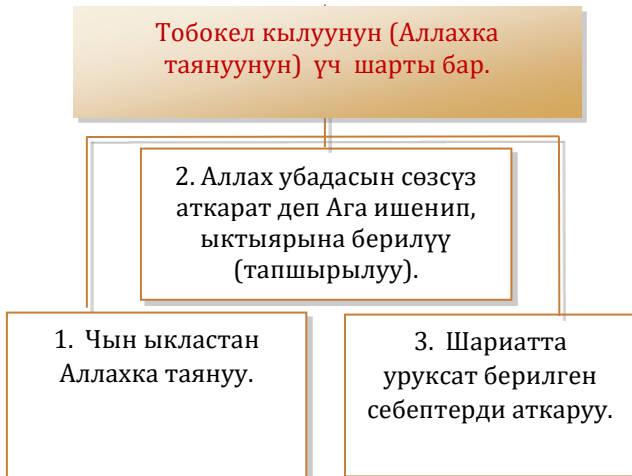 Тобокел кылуунун (Аллахка
таянуунун) үч шарты бар.
2. Аллах убадасын сөзсүз
аткарат деп Ага ишенип,
ыктыярына берилүү
(тапшырылуу).
1. Чын ыкластан
Аллахка таянуу.
3. Шариатта
уруксат берилген
себептерди аткаруу.